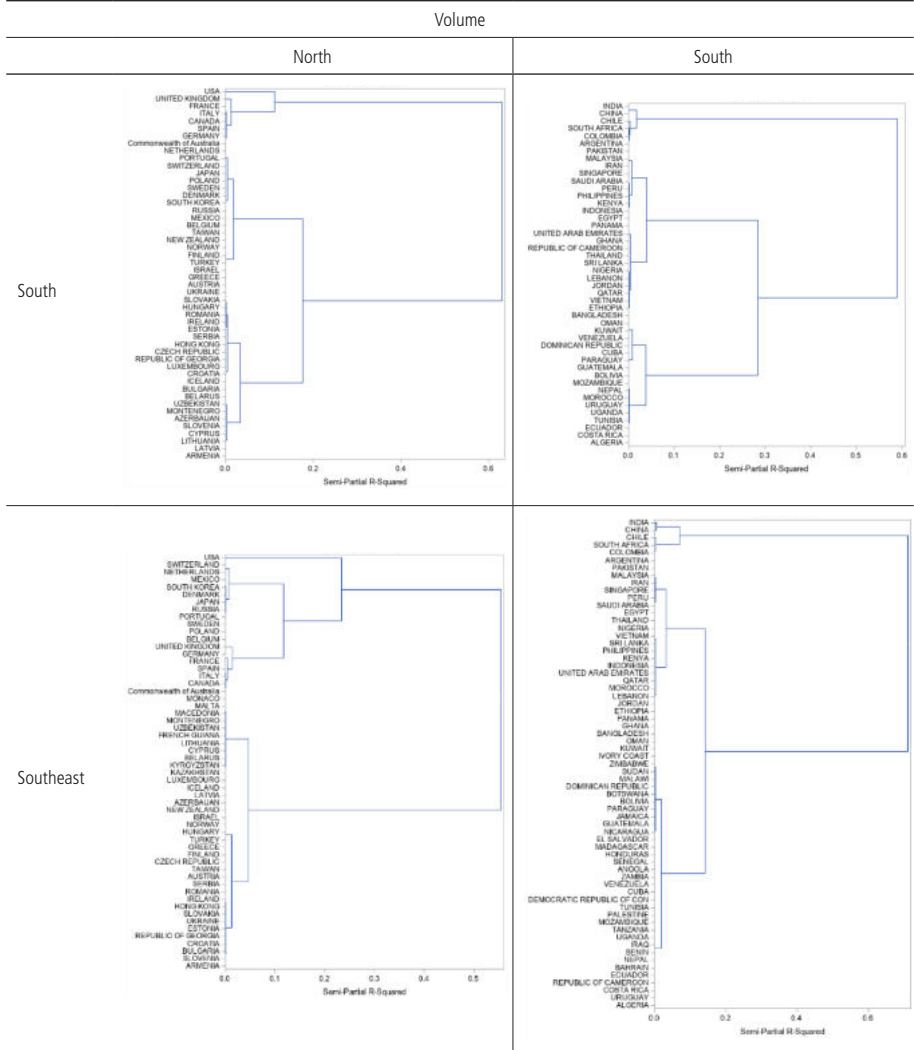 Volume
North
South
South
USA
UNITED KINGDOM
FRANCE
ITALY
CANADA
SPAIN
GERMANY
Commonwealth of Australia
NETHERLANDS
PORTUGAL
SWITZERLAND
JAPAN
POLAND
SWEDEN
DENMARK
SOUTH KOREA
RUSSIA
MEXICO
BELGIUM
TAIWAN
NEW ZEALAND
NORWAY
FINLAND
TURKEY
ISRAEL
GREECE
AUSTRIA
UKRAINE
SLOVAKIA
HUNGARY
ROMANIA
IRELAND
ESTONIA
SERBIA
HONG KONG
CZECH REPUBLIC
REPUBLIC OF GEORGIA
LUXEMBOURG
CROATIA
ICELAND
BULGARIA
BELARUS
UZBEKISTAN
MONTENEGRO
AZERBAIJAN
SLOVENIA
CYPRUS
LITHUANIA
LATVIA
ARMENIA
0.0 0.2 0.4 0.6
Semi-Partial R-Squared
INDIA
CHINA
CHILE
SOUTH AFRICA
COLOMBIA
ARGENTINA
PAKISTAN
MALAYSIA
IRAN
SINGAPORE
SAUDI ARABIA
PERU
PHILIPPINES
KENYA
INDONESIA
EGYPT
PANAMA
UNITED ARAB EMIRATES
GHANA
REPUBLIC OF CAMEROON
THAILAND
SRI LANKA
NIGERIA
LEBANON
JORDAN
QATAR
VIETNAM
ETHIOPIA
BANGLADESH
OMAN
KUWAIT
VENEZUELA
DOMINICAN REPUBLIC
CUBA
PARAGUAY
GUATEMALA
BOLIVIA
MOZAMBIQUE
NEPAL
MOROCCO
URUGUAY
UGANDA
TUNISIA
ECUADOR
COSTA RICA
ALGERIA
0.0 0.1 0.2 0.3 0.4 0.5 0.6
Semi-Partial R-Squared
Southeast
USA
SWITZERLAND
NETHERLANDS
MEXICO
SOUTH KOREA
DENMARK
JAPAN
RUSSIA
PORTUGAL
SWEDEN
POLAND
BELGIUM
UNITED KINGDOM
GERMANY
FRANCE
SPAIN
ITALY
CANADA
Commonwealth of Australia
MONACO
MALTA
MACEDONIA
MONTENEGRO
UZBEKISTAN
FRENCH GUIANA
LITHUANIA
CYPRUS
BELARUS
KYRGYZSTAN
KAZAKHSTAN
LUXEMBOURG
ICELAND
LATVIA
AZERBAIJAN
NEW ZEALAND
ISRAEL
NORWAY
HUNGARY
TURKEY
GREECE
FINLAND
CZECH REPUBLIC
TAIWAN
AUSTRIA
SERBIA
ROMANIA
IRELAND
HONG KONG
SLOVAKIA
UKRAINE
ESTONIA
REPUBLIC OF GEORGIA
CROATIA
BULGARIA
SLOVENIA
ARMENIA
0.0 0.1 0.2 0.3 0.4 0.5
Semi-Partial R-Squared
INDIA
CHINA
CHILE
SOUTH AFRICA
COLOMBIA
ARGENTINA
PAKISTAN
MALAYSIA
IRAN
SINGAPORE
PERU
SAUDI ARABIA
EGYPT
THAILAND
NIGERIA
VIETNAM
SRI LANKA
PHILIPPINES
KENYA
INDONESIA
UNITED ARAB EMIRATES
QATAR
MOROCCO
LEBANON
JORDAN
ETHIOPIA
PANAMA
GHANA
BANGLADESH
OMAN
KUWAIT
IVORY COAST
ZIMBABWE
SUDAN
MALAWI
DOMINICAN REPUBLIC
BOTSWANA
BOLIVIA
PARAGUAY
JAMAICA
GUATEMALA
NICARAGUA
EL SALVADOR
MADAGASCAR
HONDURAS
SENEGAL
ANGOLA
ZAMBIA
VENEZUELA
CUBA
DEMOCRATIC REPUBLIC OF CON
TUNISIA
PALESTINE
MOZAMBIQUE
TANZANIA
UGANDA
IRAQ
BENIN
NEPAL
BAHRAIN
ECUADOR
REPUBLIC OF CAMEROON
COSTA RICA
URUGUAY
ALGERIA
0.0 0.2 0.4 0.6
Semi-Partial R-Squared